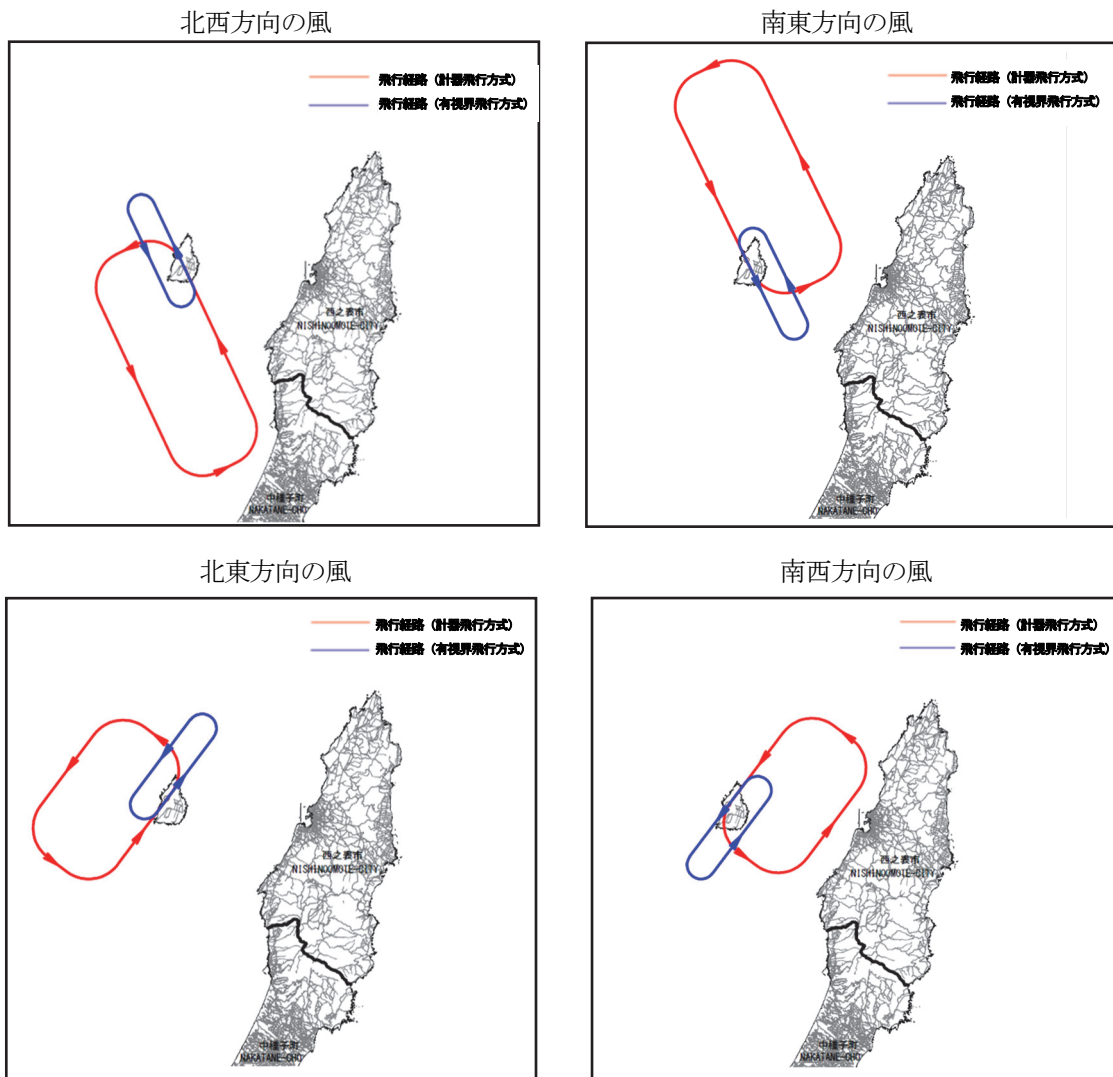 北西方向の風
飛行経路（計器飛行方式）
飛行経路（有視界飛行方式）
西之表市
NISHINOOMOTE-CITY
中種子町
NAKATANE-CHO
南東方向の風
飛行経路（計器飛行方式）
飛行経路（有視界飛行方式）
西之表市
NISHINOOMOTE-CITY
中種子町
NAKATANE-CHO
北東方向の風
飛行経路（計器飛行方式）
飛行経路（有視界飛行方式）
西之表市
NISHINOOMOTE-CITY
中種子町
NAKATANE-CHO
南西方向の風
飛行経路（計器飛行方式）
飛行経路（有視界飛行方式）
西之表市
NISHINOOMOTE-CITY
中種子町
NAKATANE-CHO